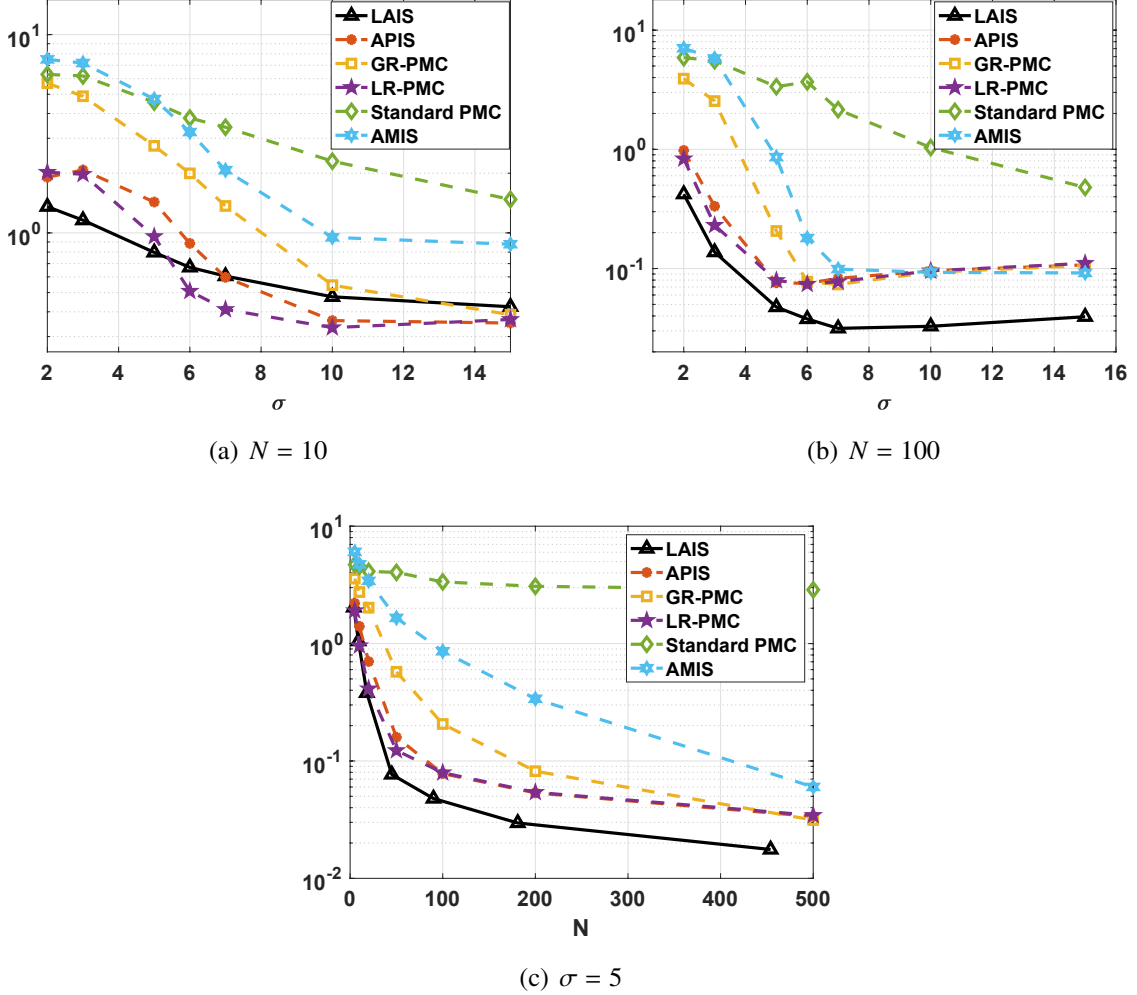 10^1
10^0
2 4 6 8 10 12 14
σ
LAIS
APIS
GR-PMC
LR-PMC
Standard PMC
AMIS
(a) N = 10
10^1
10^0
10^-1
2 4 6 8 10 12 14 16
σ
LAIS
APIS
GR-PMC
LR-PMC
Standard PMC
AMIS
(b) N = 100
10^1
10^0
10^-1
10^-2
0 100 200 300 400 500
N
LAIS
APIS
GR-PMC
LR-PMC
Standard PMC
AMIS
(c) σ = 5